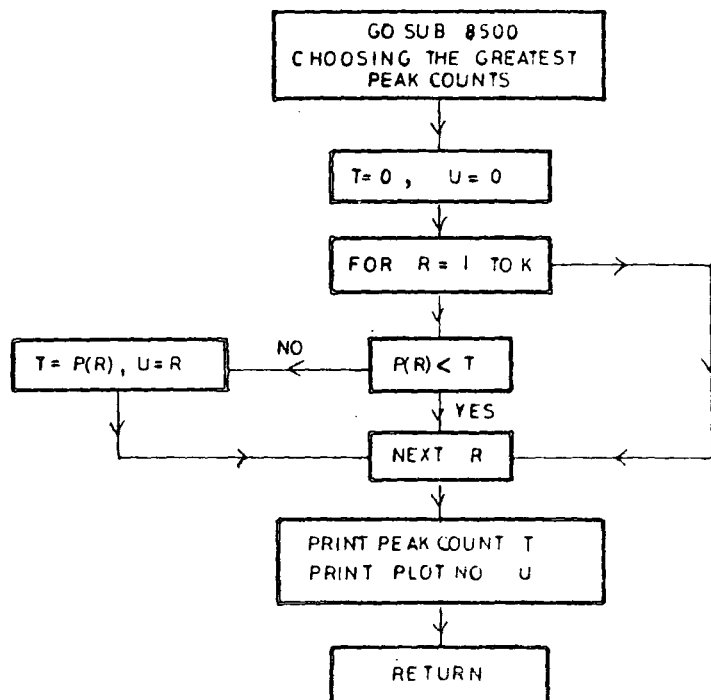 GO SUB 8500
CHOOSING THE GREATEST
PEAK COUNTS
T=0, U=0
FOR R = 1 TO K
NO
T= P(R), U=R
P(R)< T
YES
NEXT R
PRINT PEAK COUNT T
PRINT PLOT NO U
RETURN